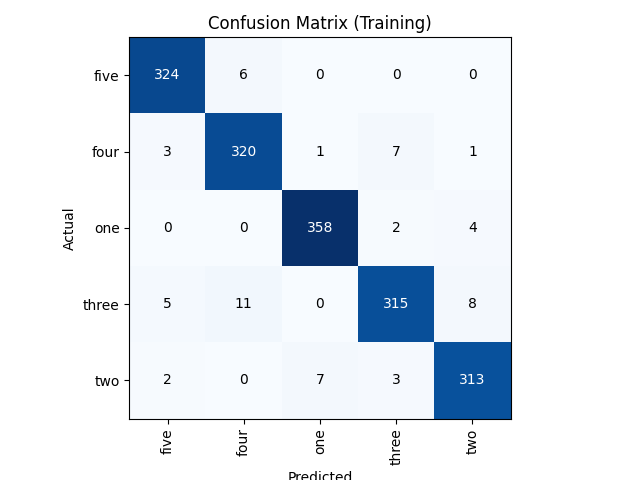 Confusion Matrix (Training)
five 324 6 0 0 0
four 3 320 1 7 1
one 0 0 358 2 4
three 5 11 0 315 8
two 2 0 7 3 313
Actual
five four one three two
Predicted